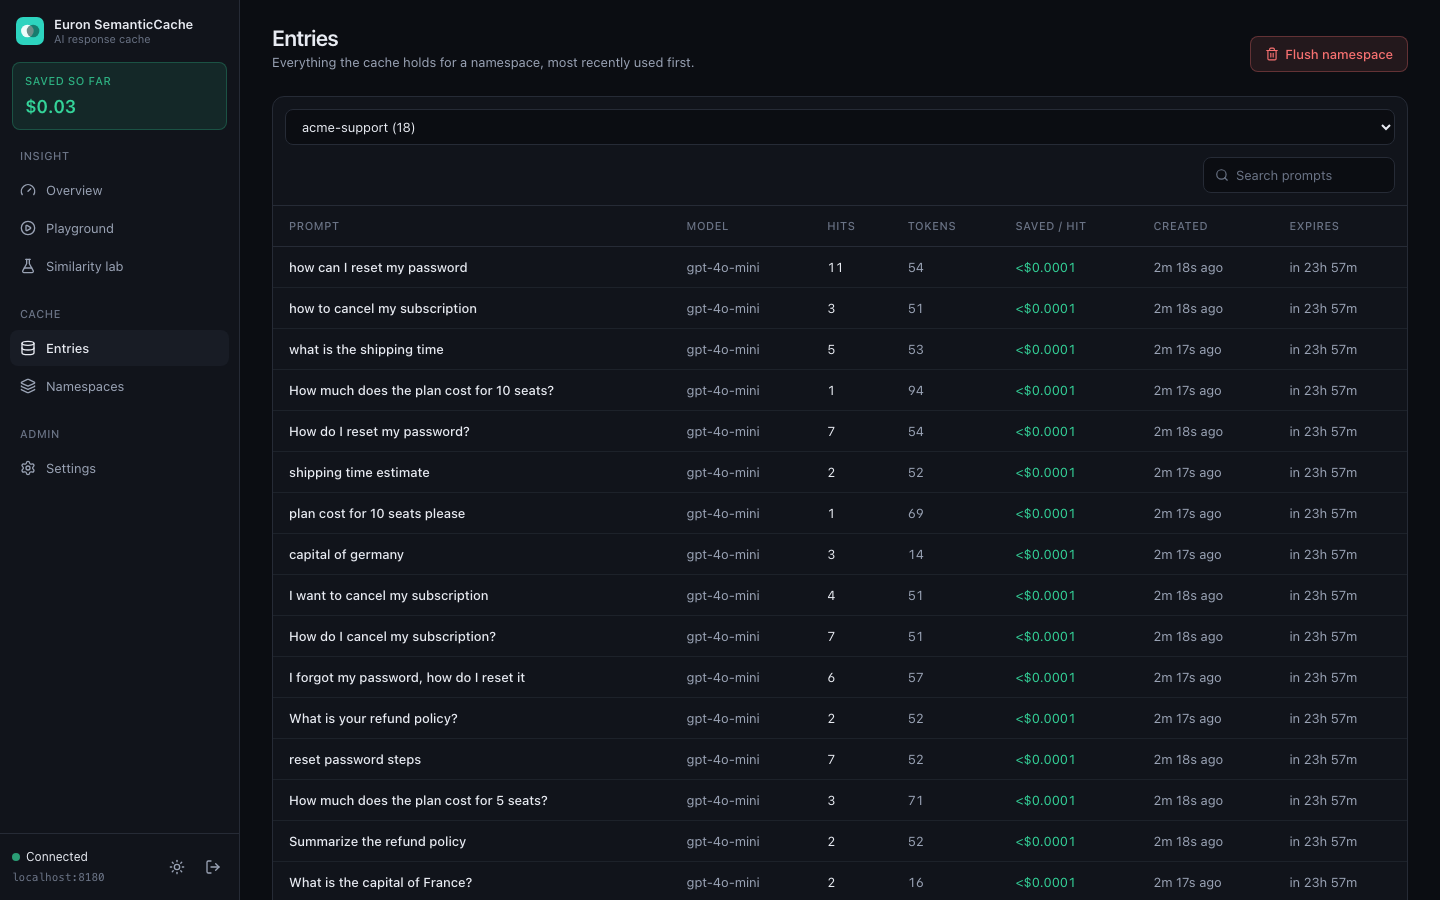 Euron SemanticCache
AI response cache
SAVED SO FAR
$0.03
INSIGHT
Overview
Playground
Similarity lab
CACHE
Entries
Namespaces
ADMIN
Settings
Connected
localhost:8180
Entries
Everything the cache holds for a namespace, most recently used first.
Flush namespace
acme-support (18)
Search prompts
PROMPT MODEL HITS TOKENS SAVED / HIT CREATED EXPIRES
how can I reset my password gpt-4o-mini 11 54 <$0.0001 2m 18s ago in 23h 57m
how to cancel my subscription gpt-4o-mini 3 51 <$0.0001 2m 18s ago in 23h 57m
what is the shipping time gpt-4o-mini 5 53 <$0.0001 2m 17s ago in 23h 57m
How much does the plan cost for 10 seats? gpt-4o-mini 1 94 <$0.0001 2m 17s ago in 23h 57m
How do I reset my password? gpt-4o-mini 7 54 <$0.0001 2m 18s ago in 23h 57m
shipping time estimate gpt-4o-mini 2 52 <$0.0001 2m 17s ago in 23h 57m
plan cost for 10 seats please gpt-4o-mini 1 69 <$0.0001 2m 17s ago in 23h 57m
capital of germany gpt-4o-mini 3 14 <$0.0001 2m 17s ago in 23h 57m
I want to cancel my subscription gpt-4o-mini 4 51 <$0.0001 2m 18s ago in 23h 57m
How do I cancel my subscription? gpt-4o-mini 7 51 <$0.0001 2m 18s ago in 23h 57m
I forgot my password, how do I reset it gpt-4o-mini 6 57 <$0.0001 2m 18s ago in 23h 57m
What is your refund policy? gpt-4o-mini 2 52 <$0.0001 2m 17s ago in 23h 57m
reset password steps gpt-4o-mini 7 52 <$0.0001 2m 18s ago in 23h 57m
How much does the plan cost for 5 seats? gpt-4o-mini 3 71 <$0.0001 2m 18s ago in 23h 57m
Summarize the refund policy gpt-4o-mini 2 52 <$0.0001 2m 18s ago in 23h 57m
What is the capital of France? gpt-4o-mini 2 16 <$0.0001 2m 17s ago in 23h 57m